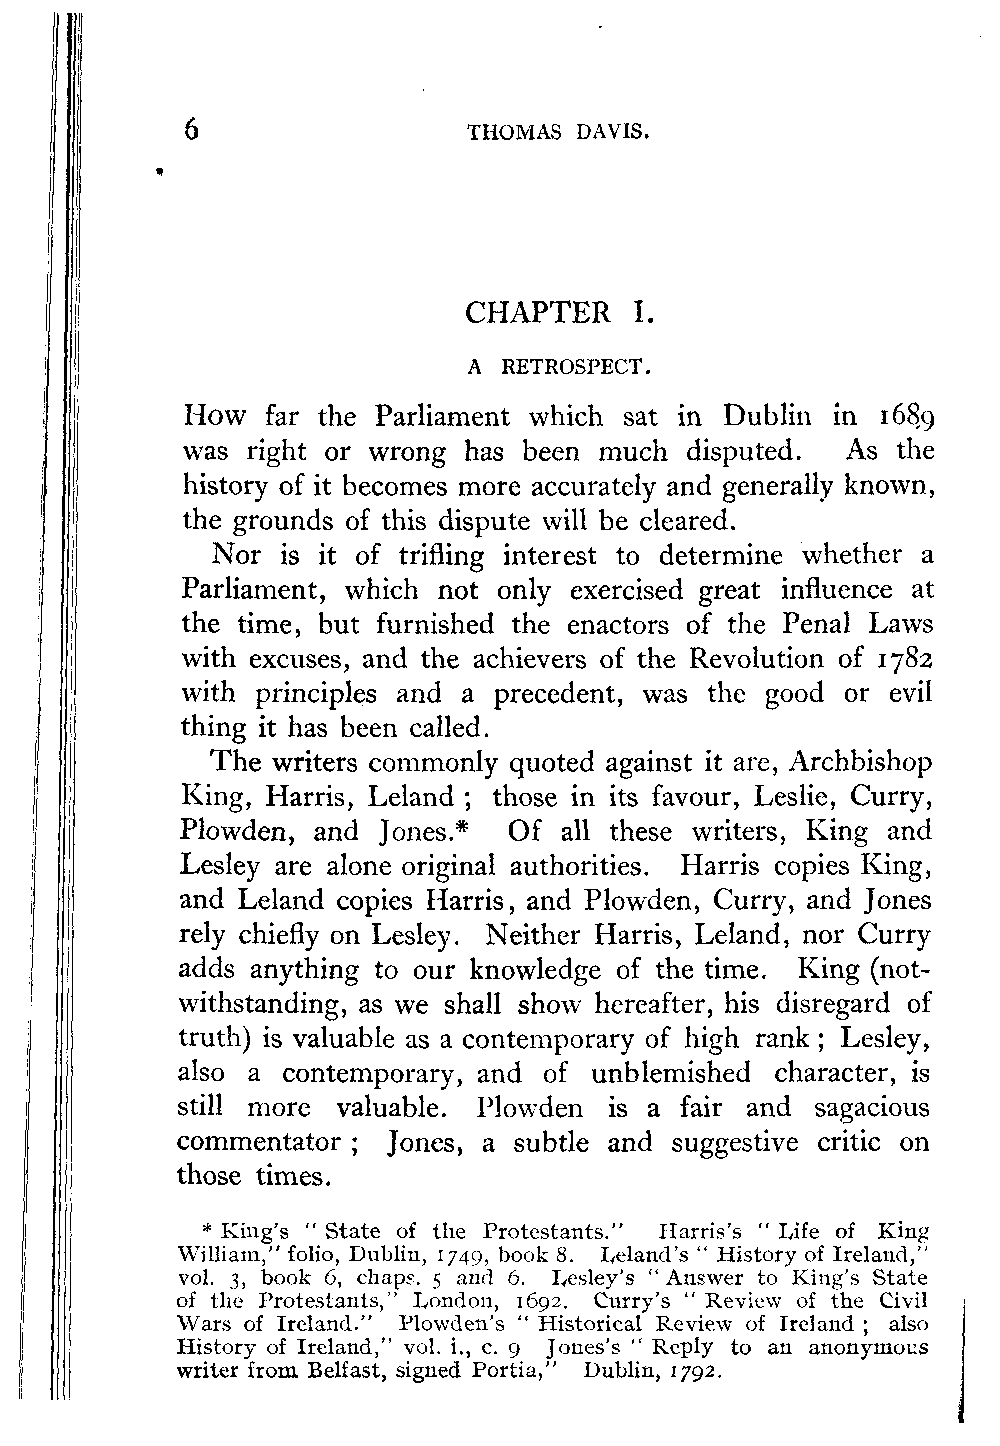 6 THOMAS DAVIS.
CHAPTER I.
A RETROSPECT.
How far the Parliament which sat in Dublin in 1689
was right or wrong has been much disputed. As the
history of it becomes more accurately and generally known,
the grounds of this dispute will be cleared.
Nor is it of trifling interest to determine whether a
Parliament, which not only exercised great influence at
the time, but furnished the enactors of the Penal Laws
with excuses, and the achievers of the Revolution of 1782
with principles and a precedent, was the good or evil
thing it has been called.
The writers commonly quoted against it are, Archbishop
King, Harris, Leland ; those in its favour, Leslie, Curry,
Plowden, and Jones.* Of all these writers, King and
Lesley are alone original authorities. Harris copies King,
and Leland copies Harris, and Plowden, Curry, and Jones
rely chiefly on Lesley. Neither Harris, Leland, nor Curry
adds anything to our knowledge of the time. King (not-
withstanding, as we shall show hereafter, his disregard of
truth) is valuable as a contemporary of high rank ; Lesley,
also a contemporary, and of unblemished character, is
still more valuable. Plowden is a fair and sagacious
commentator ; Jones, a subtle and suggestive critic on
those times.
* King's " State of the Protestants." Harris's " Life of King
William," folio, Dublin, 1749, book 8. Leland's " History of Ireland,"
vol. 3, book 6, chaps. 5 and 6. Lesley's " Answer to King's State
of the Protestants," London, 1692. Curry's " Review of the Civil
Wars of Ireland." Plowden's " Historical Review of Ireland ; also
History of Ireland," vol. i., c. 9 Jones's " Reply to an anonymous
writer from Belfast, signed Portia," Dublin, 1792.